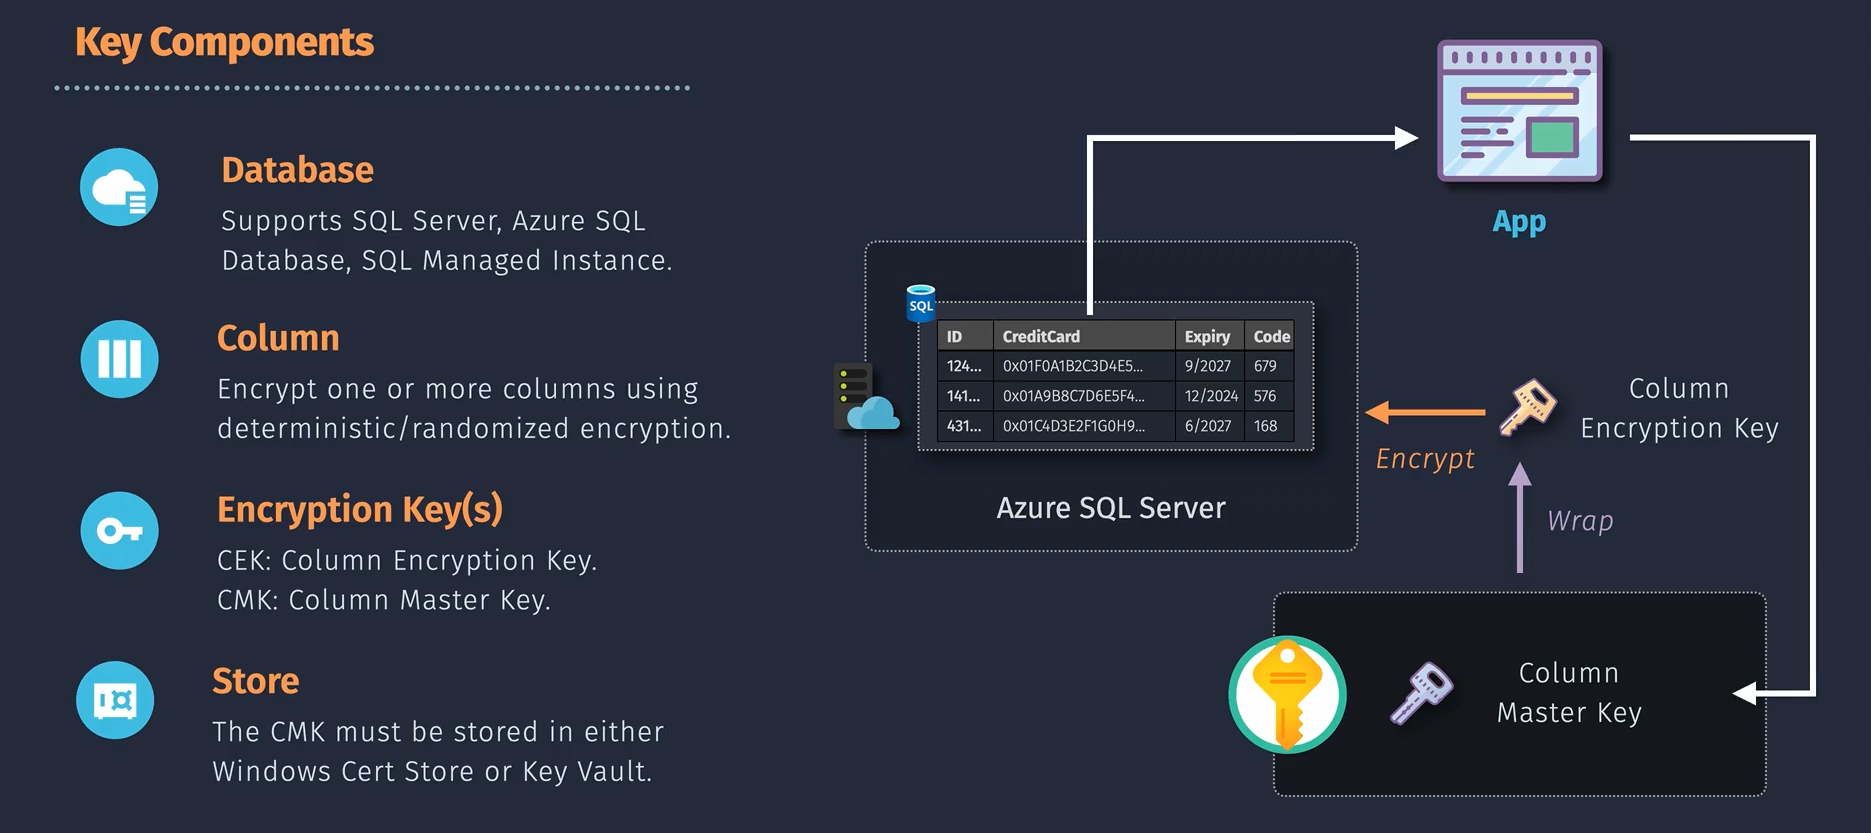 Key Components
Database
Supports SQL Server, Azure SQL
Database, SQL Managed Instance.
Column
Encrypt one or more columns using
deterministic/randomized encryption.
Encryption Key(s)
CEK: Column Encryption Key.
CMK: Column Master Key.
Store
The CMK must be stored in either
Windows Cert Store or Key Vault.
App
SQL
ID CreditCard Expiry Code
124... 0x01F0A1B2C3D4E5... 9/2027 679
141... 0x01A9B8C7D6E5F4... 12/2024 576
431... 0x01C4D3E2F1G0H9... 6/2027 168
Azure SQL Server
Encrypt
Column
Encryption Key
Wrap
Column
Master Key